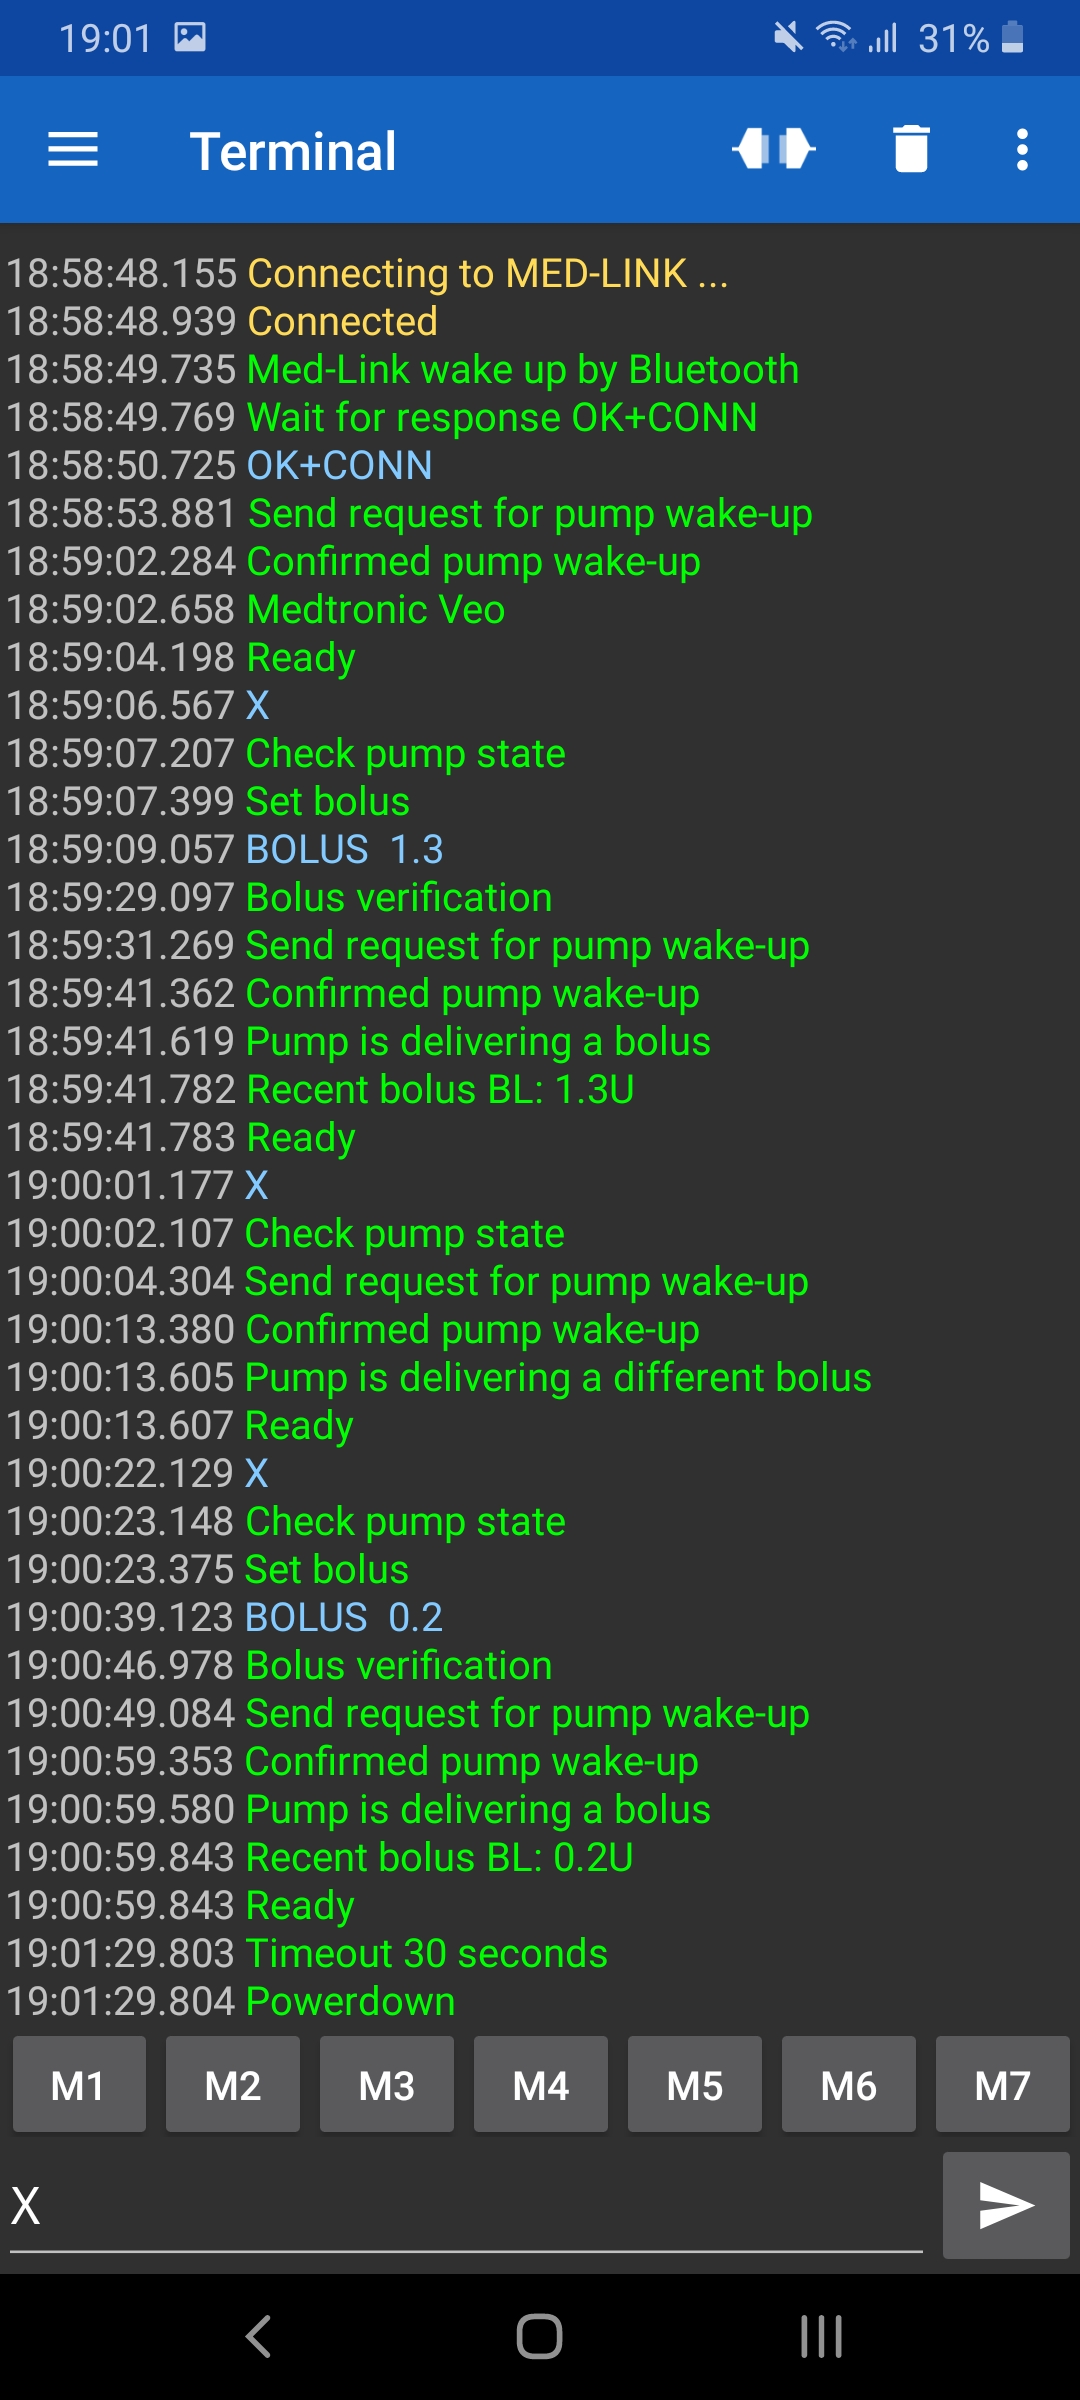 19:01 31%
Terminal
18:58:48.155 Connecting to MED-LINK ...
18:58:48.939 Connected
18:58:49.735 Med-Link wake up by Bluetooth
18:58:49.769 Wait for response OK+CONN
18:58:50.725 OK+CONN
18:58:53.881 Send request for pump wake-up
18:59:02.284 Confirmed pump wake-up
18:59:02.658 Medtronic Veo
18:59:04.198 Ready
18:59:06.567 X
18:59:07.207 Check pump state
18:59:07.399 Set bolus
18:59:09.057 BOLUS  1.3
18:59:29.097 Bolus verification
18:59:31.269 Send request for pump wake-up
18:59:41.362 Confirmed pump wake-up
18:59:41.619 Pump is delivering a bolus
18:59:41.782 Recent bolus BL: 1.3U
18:59:41.783 Ready
19:00:01.177 X
19:00:02.107 Check pump state
19:00:04.304 Send request for pump wake-up
19:00:13.380 Confirmed pump wake-up
19:00:13.605 Pump is delivering a different bolus
19:00:13.607 Ready
19:00:22.129 X
19:00:23.148 Check pump state
19:00:23.375 Set bolus
19:00:39.123 BOLUS  0.2
19:00:46.978 Bolus verification
19:00:49.084 Send request for pump wake-up
19:00:59.353 Confirmed pump wake-up
19:00:59.580 Pump is delivering a bolus
19:00:59.843 Recent bolus BL: 0.2U
19:00:59.843 Ready
19:01:29.803 Timeout 30 seconds
19:01:29.804 Powerdown
M1 M2 M3 M4 M5 M6 M7
X